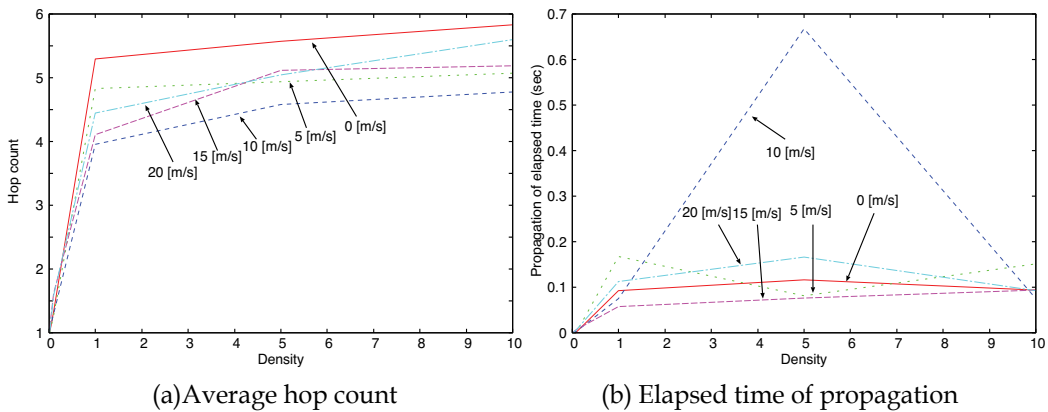 6
5
4
3
2
1
Hop count
0 1 2 3 4 5 6 7 8 9 10
Density
0 [m/s]
5 [m/s]
10 [m/s]
15 [m/s]
20 [m/s]
(a)Average hop count
0.7
0.6
0.5
0.4
0.3
0.2
0.1
0
Propagation of elapsed time (sec)
0 1 2 3 4 5 6 7 8 9 10
Density
10 [m/s]
20 [m/s]
15 [m/s]
5 [m/s]
0 [m/s]
(b) Elapsed time of propagation